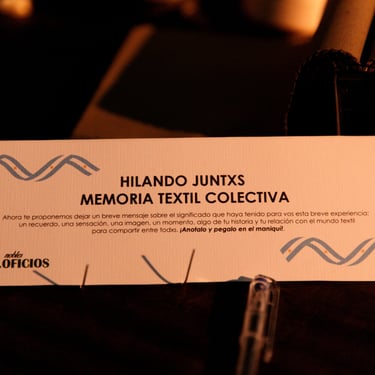 HILANDO JUNTXS
MEMORIA TEXTIL COLECTIVA
Ahora te proponemos dejar un breve mensaje sobre el significado que haya tenido para vos esta breve experiencia:
un recuerdo, una sensación, una imagen, un momento, algo de tu historia y tu relación con el mundo textil
para compartir entre todxs. ¡Anotalo y pegalo en el maniquí!.
nobles
OFICIOS